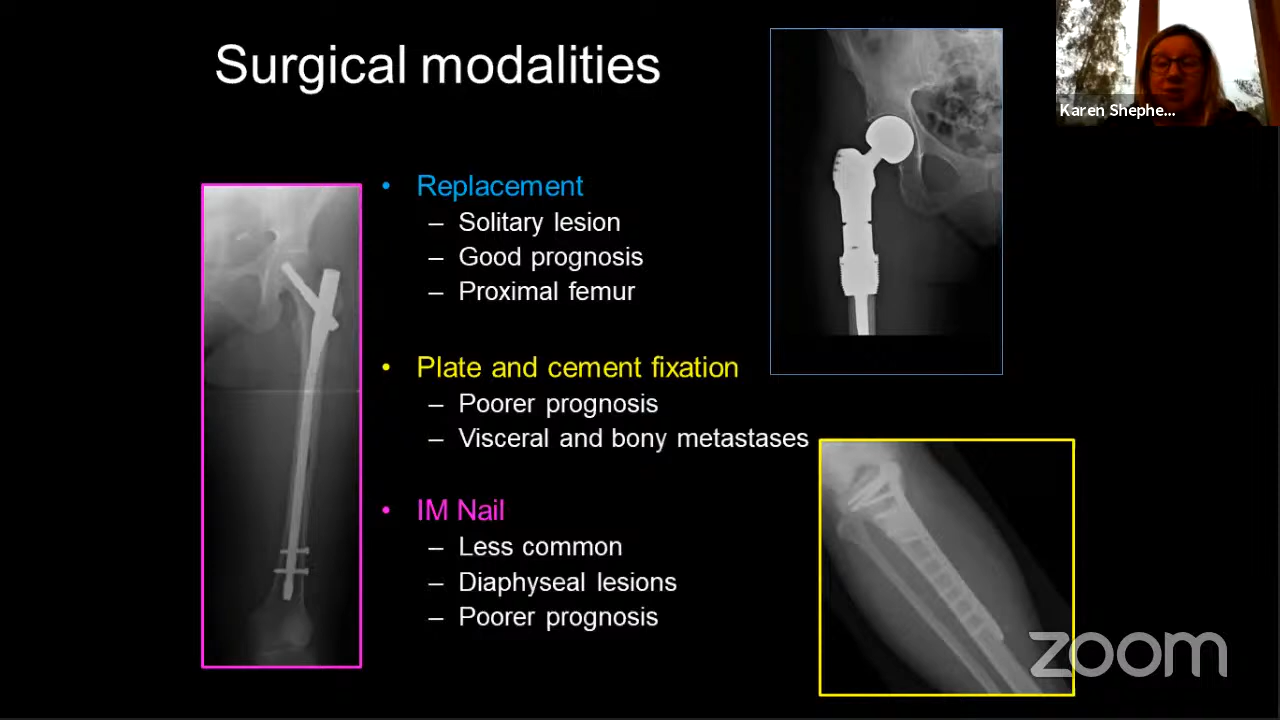 Surgical modalities
Karen Shephe...
• Replacement
– Solitary lesion
– Good prognosis
– Proximal femur
• Plate and cement fixation
– Poorer prognosis
– Visceral and bony metastases
• IM Nail
– Less common
– Diaphyseal lesions
– Poorer prognosis
zoom